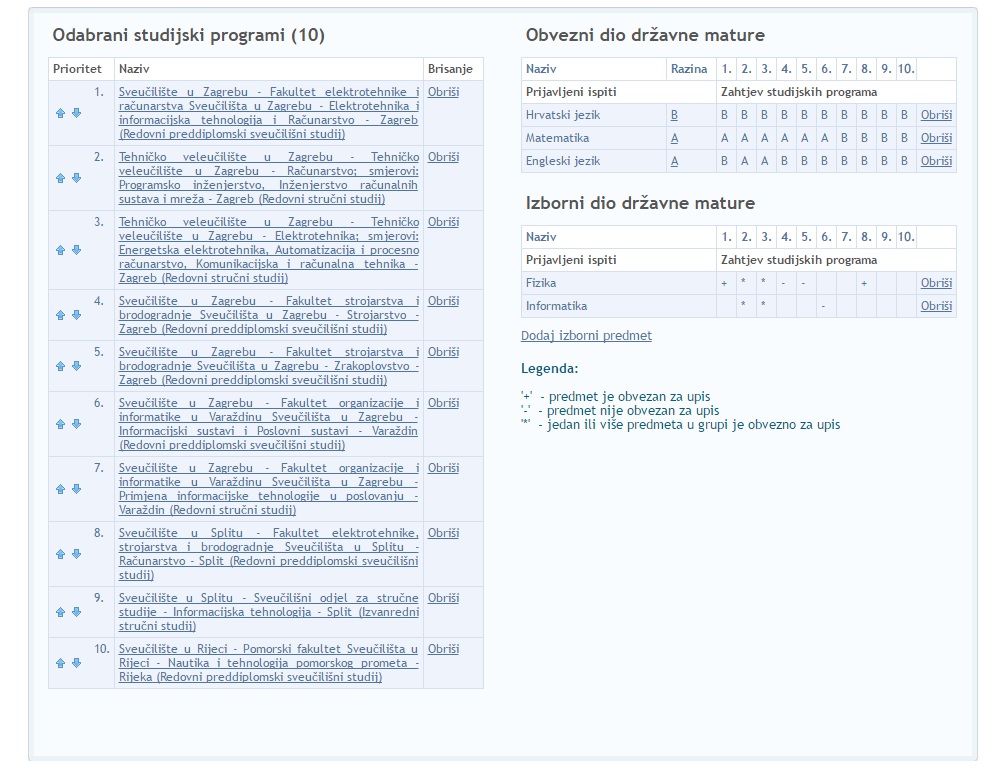 Odabrani studijski programi (10)
Prioritet Naziv Brisanje
1. Sveučilište u Zagrebu - Fakultet elektrotehnike i Obriši
računarstva Sveučilišta u Zagrebu - Elektrotehnika i
informacijska tehnologija i Računarstvo - Zagreb
(Redovni preddiplomski sveučilišni studij)
2. Tehničko veleučilište u Zagrebu - Tehničko Obriši
veleučilište u Zagrebu - Računarstvo; smjerovi:
Programsko inženjerstvo, Inženjerstvo računalnih
sustava i mreža - Zagreb (Redovni stručni studij)
3. Tehničko veleučilište u Zagrebu - Tehničko Obriši
veleučilište u Zagrebu - Elektrotehnika; smjerovi:
Energetska elektrotehnika, Automatizacija i procesno
računarstvo, Komunikacijska i računalna tehnika -
Zagreb (Redovni stručni studij)
4. Sveučilište u Zagrebu - Fakultet strojarstva i Obriši
brodogradnje Sveučilišta u Zagrebu - Strojarstvo -
Zagreb (Redovni preddiplomski sveučilišni studij)
5. Sveučilište u Zagrebu - Fakultet strojarstva i Obriši
brodogradnje Sveučilišta u Zagrebu - Zrakoplovstvo -
Zagreb (Redovni preddiplomski sveučilišni studij)
6. Sveučilište u Zagrebu - Fakultet organizacije i Obriši
informatike u Varaždinu Sveučilišta u Zagrebu -
Informacijski sustavi i Poslovni sustavi - Varaždin
(Redovni preddiplomski sveučilišni studij)
7. Sveučilište u Zagrebu - Fakultet organizacije i Obriši
informatike u Varaždinu Sveučilišta u Zagrebu -
Primjena informacijske tehnologije u poslovanju -
Varaždin (Redovni stručni studij)
8. Sveučilište u Splitu - Fakultet elektrotehnike, Obriši
strojarstva i brodogradnje Sveučilišta u Splitu -
Računarstvo - Split (Redovni preddiplomski sveučilišni
studij)
9. Sveučilište u Splitu - Sveučilišni odjel za stručne Obriši
studije - Informacijska tehnologija - Split (Izvanredni
stručni studij)
10. Sveučilište u Rijeci - Pomorski fakultet Sveučilišta u Obriši
Rijeci - Nautika i tehnologija pomorskog prometa -
Rijeka (Redovni preddiplomski sveučilišni studij)
Obvezni dio državne mature
Naziv Razina 1. 2. 3. 4. 5. 6. 7. 8. 9. 10.
Prijavljeni ispiti Zahtjev studijskih programa
Hrvatski jezik B B B B B B B B B B B Obriši
Matematika A A A A A A A B B B B Obriši
Engleski jezik A B A A B B B B B B B Obriši
Izborni dio državne mature
Naziv 1. 2. 3. 4. 5. 6. 7. 8. 9. 10.
Prijavljeni ispiti Zahtjev studijskih programa
Fizika + * * - - + Obriši
Informatika * * - Obriši
Dodaj izborni predmet
Legenda:
'+' - predmet je obvezan za upis
'-' - predmet nije obvezan za upis
'*' - jedan ili više predmeta u grupi je obvezno za upis